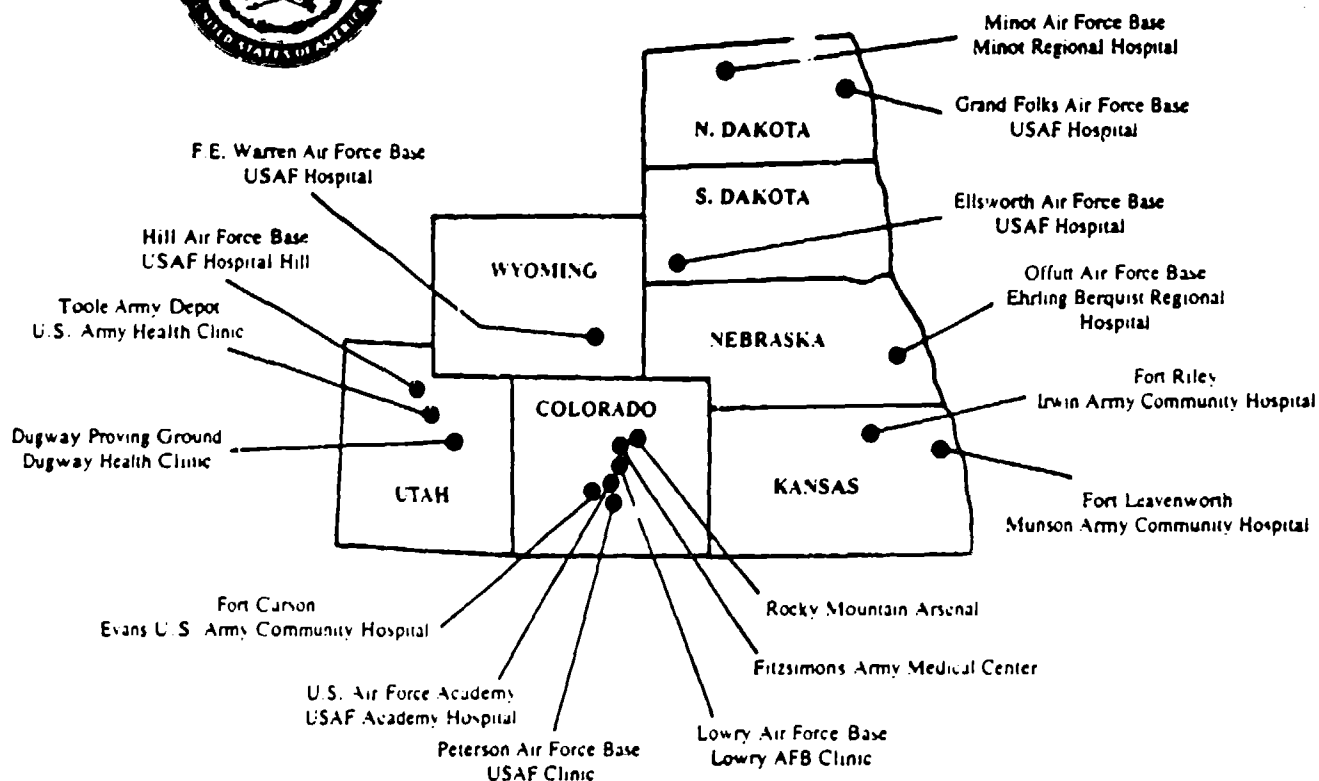 UNITED STATES OF AMERICA
Minot Air Force Base
Minot Regional Hospital
Grand Folks Air Force Base
USAF Hospital
N. DAKOTA
F.E. Warren Air Force Base
USAF Hospital
S. DAKOTA
Ellsworth Air Force Base
USAF Hospital
Hill Air Force Base
USAF Hospital Hill
WYOMING
Offutt Air Force Base
Ehrling Berquist Regional
Hospital
Toole Army Depot
U.S. Army Health Clinic
NEBRASKA
Fort Riley
Irwin Army Community Hospital
COLORADO
Dugway Proving Ground
Dugway Health Clinic
UTAH
KANSAS
Fort Leavenworth
Munson Army Community Hospital
Fort Carson
Evans U.S. Army Community Hospital
Rocky Mountain Arsenal
Fitzsimons Army Medical Center
U.S. Air Force Academy
USAF Academy Hospital
Lowry Air Force Base
Lowry AFB Clinic
Peterson Air Force Base
USAF Clinic